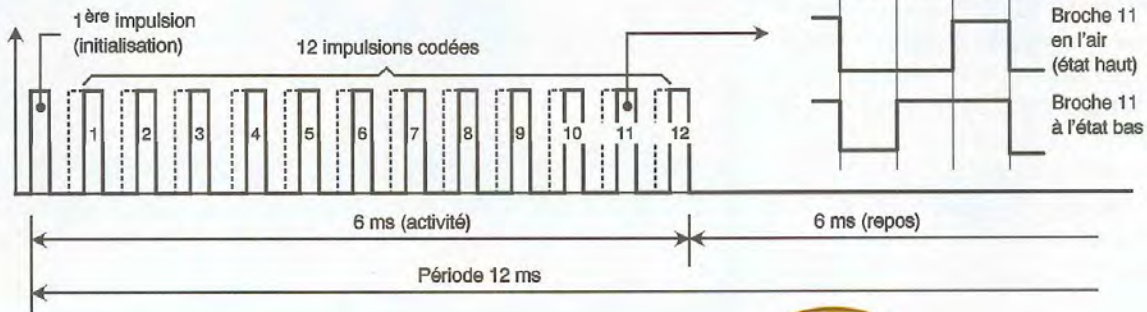 1ère impulsion
(initialisation)
12 impulsions codées
Broche 11
en l'air
(état haut)
Broche 11
à l'état bas
1 2 3 4 5 6 7 8 9 10 11 12
6 ms (activité)
6 ms (repos)
Période 12 ms